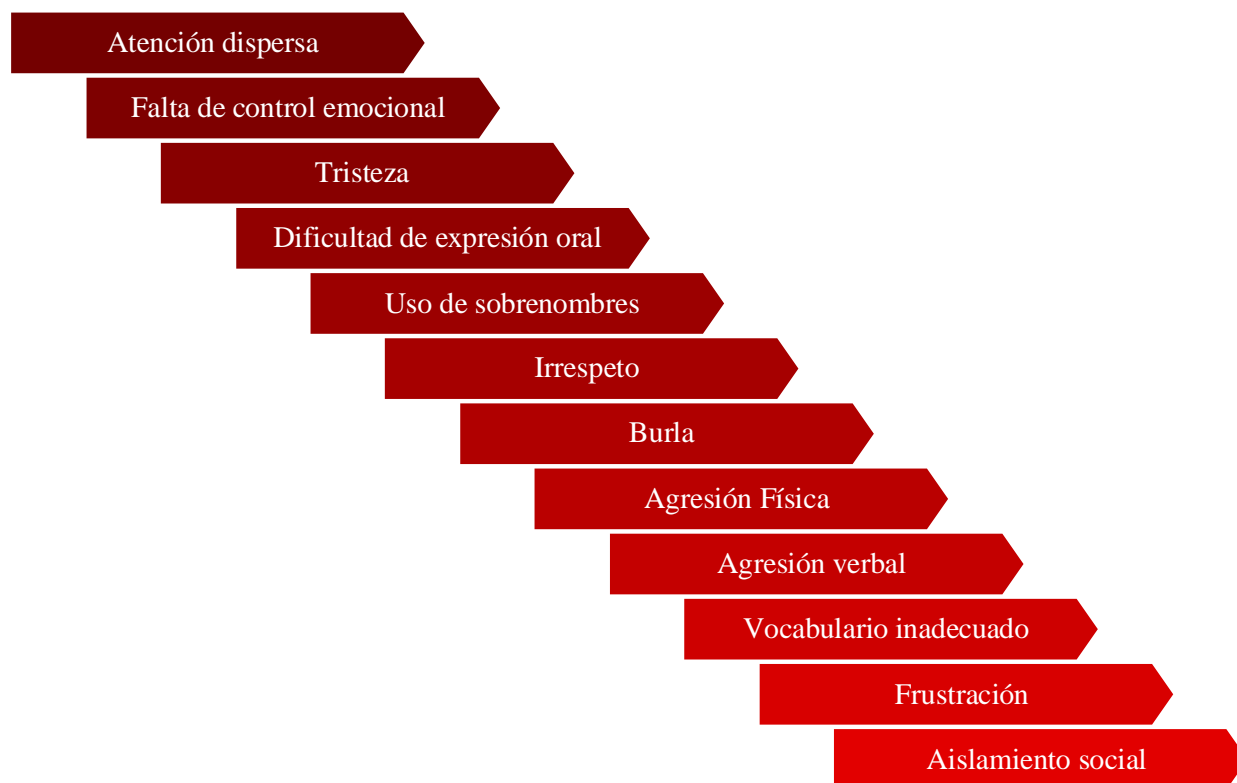 Atención dispersa
Falta de control emocional
Tristeza
Dificultad de expresión oral
Uso de sobrenombres
Irrespeto
Burla
Agresión Física
Agresión verbal
Vocabulario inadecuado
Frustración
Aislamiento social